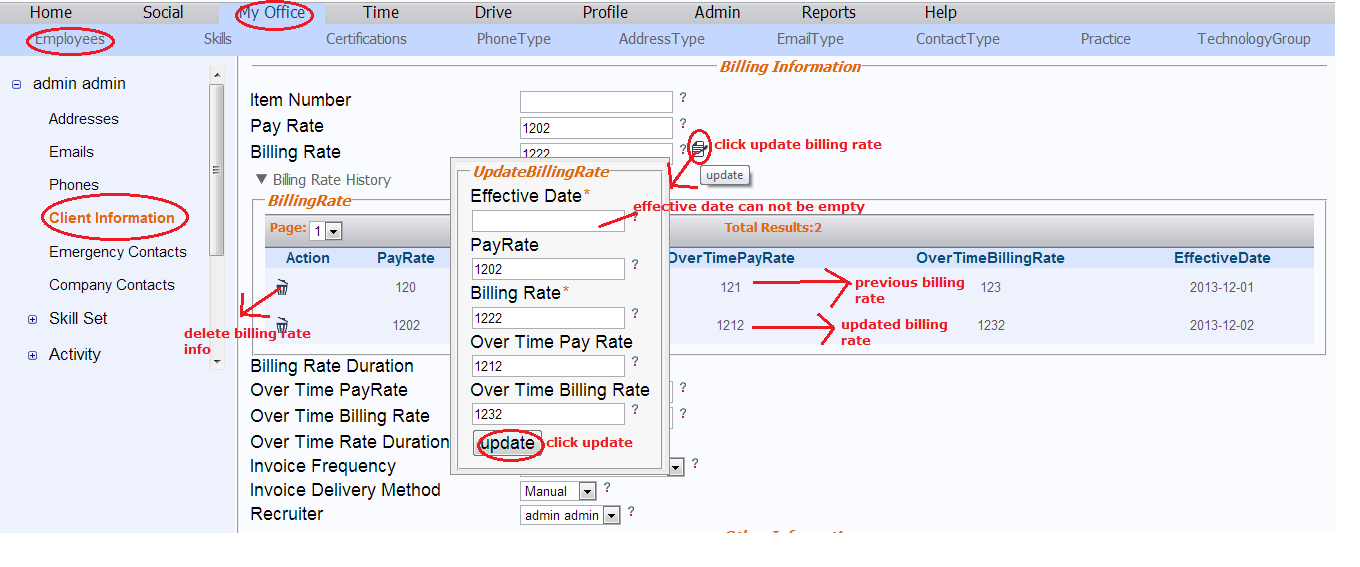 Home Social My Office Time Drive Profile Admin Reports Help
Employees Skills Certifications PhoneType AddressType EmailType ContactType Practice TechnologyGroup
admin admin
Addresses
Emails
Phones
Client Information
Emergency Contacts
Company Contacts
Skill Set
Activity
Billing Information
Item Number ?
Pay Rate 1202 ?
Billing Rate 1222 ? click update billing rate
update
Billing Rate History
BillingRate
Page: 1 Total Results:2
Action PayRate OverTimePayRate OverTimeBillingRate EffectiveDate
120 121 previous billing rate 123 2013-12-01
1202 1212 updated billing rate 1232 2013-12-02
delete billing rate
info
UpdateBillingRate
Effective Date*
effective date can not be empty
?
PayRate
1202 ?
Billing Rate*
1222 ?
Over Time Pay Rate
1212 ?
Over Time Billing Rate
1232 ?
update click update
Billing Rate Duration
Over Time PayRate ?
Over Time Billing Rate ?
Over Time Rate Duration
Invoice Frequency ?
Invoice Delivery Method Manual ?
Recruiter admin admin ?